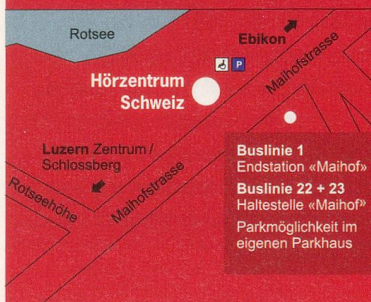 Rotsee
Ebikon
P
Maihofstrasse
Hörzentrum
Schweiz
Luzern Zentrum /
Schlossberg
Rotseehöhe
Maihofstrasse
Buslinie 1
Endstation «Maihof»
Buslinie 22 + 23
Haltestelle «Maihof»
Parkmöglichkeit im
eigenen Parkhaus